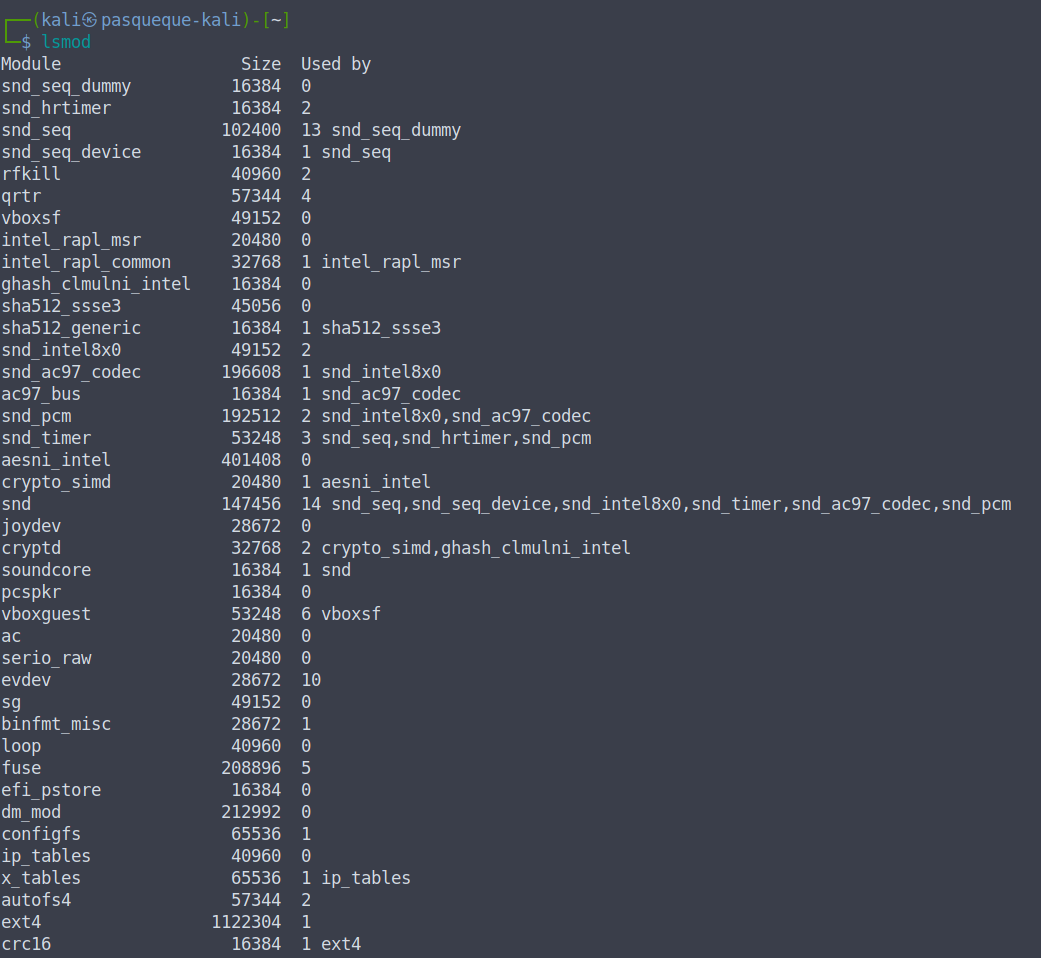 ┌──(kali㉿pasqueque-kali)-[~]
└─$ lsmod
Module                  Size  Used by
snd_seq_dummy          16384  0
snd_hrtimer            16384  2
snd_seq               102400  13 snd_seq_dummy
snd_seq_device         16384  1 snd_seq
rfkill                 40960  2
qrtr                   57344  4
vboxsf                 49152  0
intel_rapl_msr         20480  0
intel_rapl_common      32768  1 intel_rapl_msr
ghash_clmulni_intel    16384  0
sha512_ssse3           45056  0
sha512_generic         16384  1 sha512_ssse3
snd_intel8x0           49152  2
snd_ac97_codec        196608  1 snd_intel8x0
ac97_bus               16384  1 snd_ac97_codec
snd_pcm               192512  2 snd_intel8x0,snd_ac97_codec
snd_timer              53248  3 snd_seq,snd_hrtimer,snd_pcm
aesni_intel           401408  0
crypto_simd            20480  1 aesni_intel
snd                   147456  14 snd_seq,snd_seq_device,snd_intel8x0,snd_timer,snd_ac97_codec,snd_pcm
joydev                 28672  0
cryptd                 32768  2 crypto_simd,ghash_clmulni_intel
soundcore              16384  1 snd
pcspkr                 16384  0
vboxguest              53248  6 vboxsf
ac                     20480  0
serio_raw              20480  0
evdev                  28672  10
sg                     49152  0
binfmt_misc            28672  1
loop                   40960  0
fuse                  208896  5
efi_pstore             16384  0
dm_mod                212992  0
configfs               65536  1
ip_tables              40960  0
x_tables               65536  1 ip_tables
autofs4                57344  2
ext4                 1122304  1
crc16                  16384  1 ext4